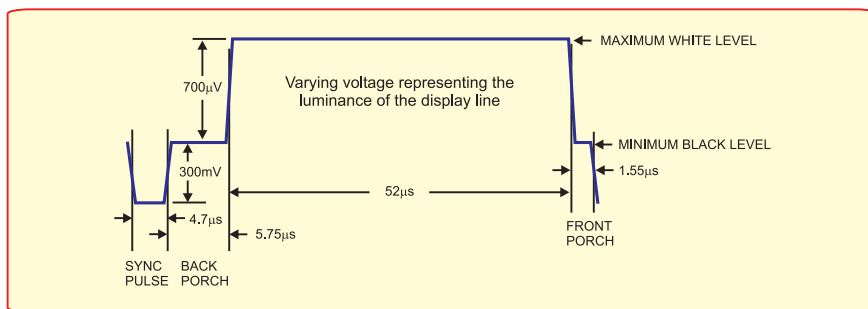 MAXIMUM WHITE LEVEL
700μV
Varying voltage representing the
luminance of the display line
MINIMUM BLACK LEVEL
300mV
1.55μs
52μs
4.7μs
5.75μs
FRONT
PORCH
SYNC
PULSE
BACK
PORCH